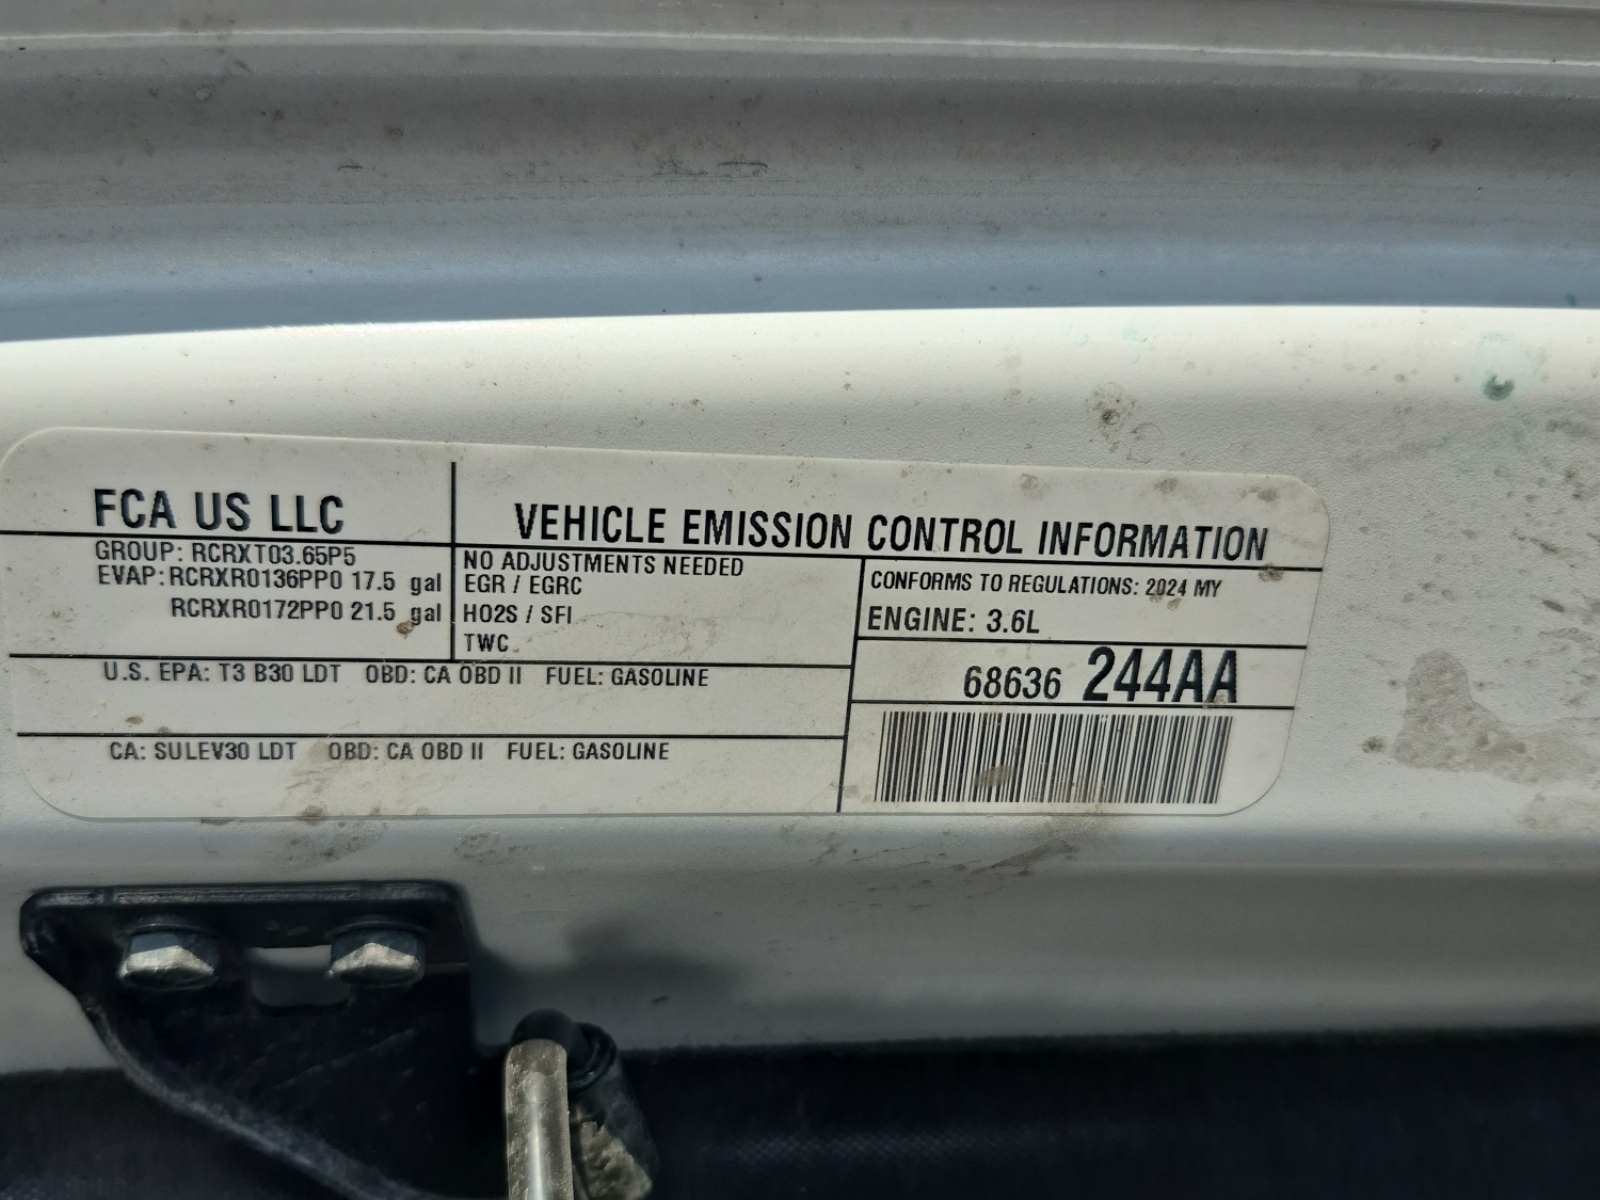 FCA US LLC
VEHICLE EMISSION CONTROL INFORMATION
GROUP: RCRXT03.65P5
EVAP: RCRXR0136PP0 17.5 gal
RCRXR0172PP0 21.5 gal
NO ADJUSTMENTS NEEDED
EGR / EGRC
HO2S / SFI
TWC
CONFORMS TO REGULATIONS: 2024 MY
ENGINE: 3.6L
68636 244AA
U.S. EPA: T3 B30 LDT OBD: CA OBD II FUEL: GASOLINE
CA: SULEV30 LDT OBD: CA OBD II FUEL: GASOLINE